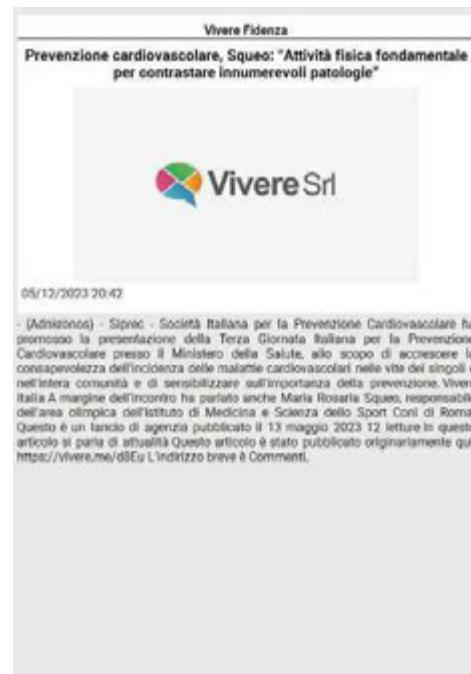 Vivere Fidenza
Prevenzione cardiovascolare, Squeo: "Attività fisica fondamentale
per contrastare innumerevoli patologie"
Vivere Srl
05/12/2023 20:42
- (Adnkronos) - Siprec - Società Italiana per la Prevenzione Cardiovascolare ha
promosso la presentazione della Terza Giornata Italiana per la Prevenzione
Cardiovascolare presso il Ministero della Salute, allo scopo di accrescere la
consapevolezza dell'incidenza delle malattie cardiovascolari nelle vite dei singoli e
nell'intera comunità e di sensibilizzare sull'importanza della prevenzione. Vivere
Italia A margine dell'incontro ha parlato anche Maria Rosaria Squeo, responsabile
dell'area olimpica dell'Istituto di Medicina e Scienza dello Sport Coni di Roma.
Questo è un lancio di agenzia pubblicato il 13 maggio 2023 12 letture In questo
articolo si parla di attualità Questo articolo è stato pubblicato originariamente qui:
https://vivere.me/d8Eu L'indirizzo breve è Commenti.